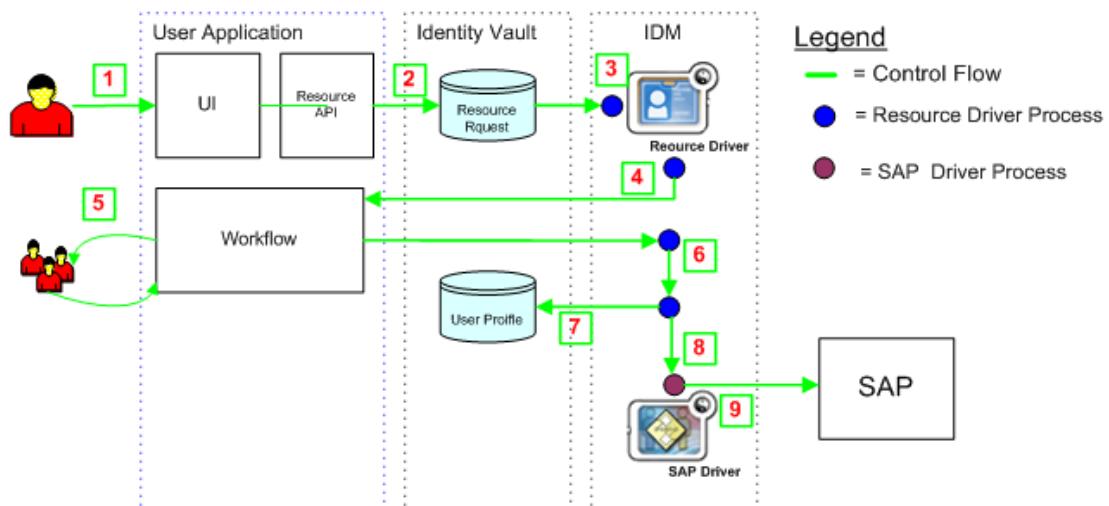 User Application
Identity Vault
IDM
Legend
1
2
3
= Control Flow
UI
Resource
API
Resource
Rquest
= Resource Driver Process
Reource Driver
4
= SAP Driver Process
5
Workflow
6
User Proifle
7
8
SAP
9
SAP Driver